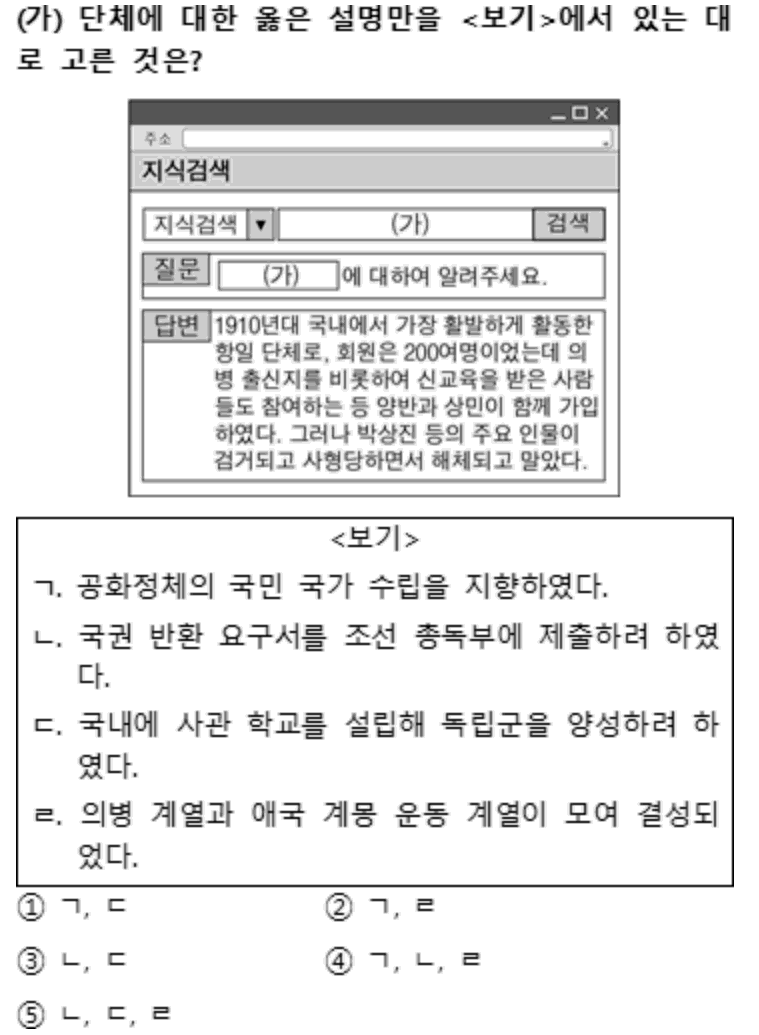 (가) 단체에 대한 옳은 설명만을 <보기>에서 있는 대
로 고른 것은?
주소
지식검색
지식검색 ▼ (가) 검색
질문 (가) 에 대하여 알려주세요.
답변 1910년대 국내에서 가장 활발하게 활동한
항일 단체로, 회원은 200여명이었는데 의
병 출신지를 비롯하여 신교육을 받은 사람
들도 참여하는 등 양반과 상민이 함께 가입
하였다. 그러나 박상진 등의 주요 인물이
검거되고 사형당하면서 해체되고 말았다.
<보기>
ㄱ. 공화정체의 국민 국가 수립을 지향하였다.
ㄴ. 국권 반환 요구서를 조선 총독부에 제출하려 하였
다.
ㄷ. 국내에 사관 학교를 설립해 독립군을 양성하려 하
였다.
ㄹ. 의병 계열과 애국 계몽 운동 계열이 모여 결성되
었다.
① ㄱ, ㄷ ② ㄱ, ㄹ
③ ㄴ, ㄷ ④ ㄱ, ㄴ, ㄹ
⑤ ㄴ, ㄷ, ㄹ